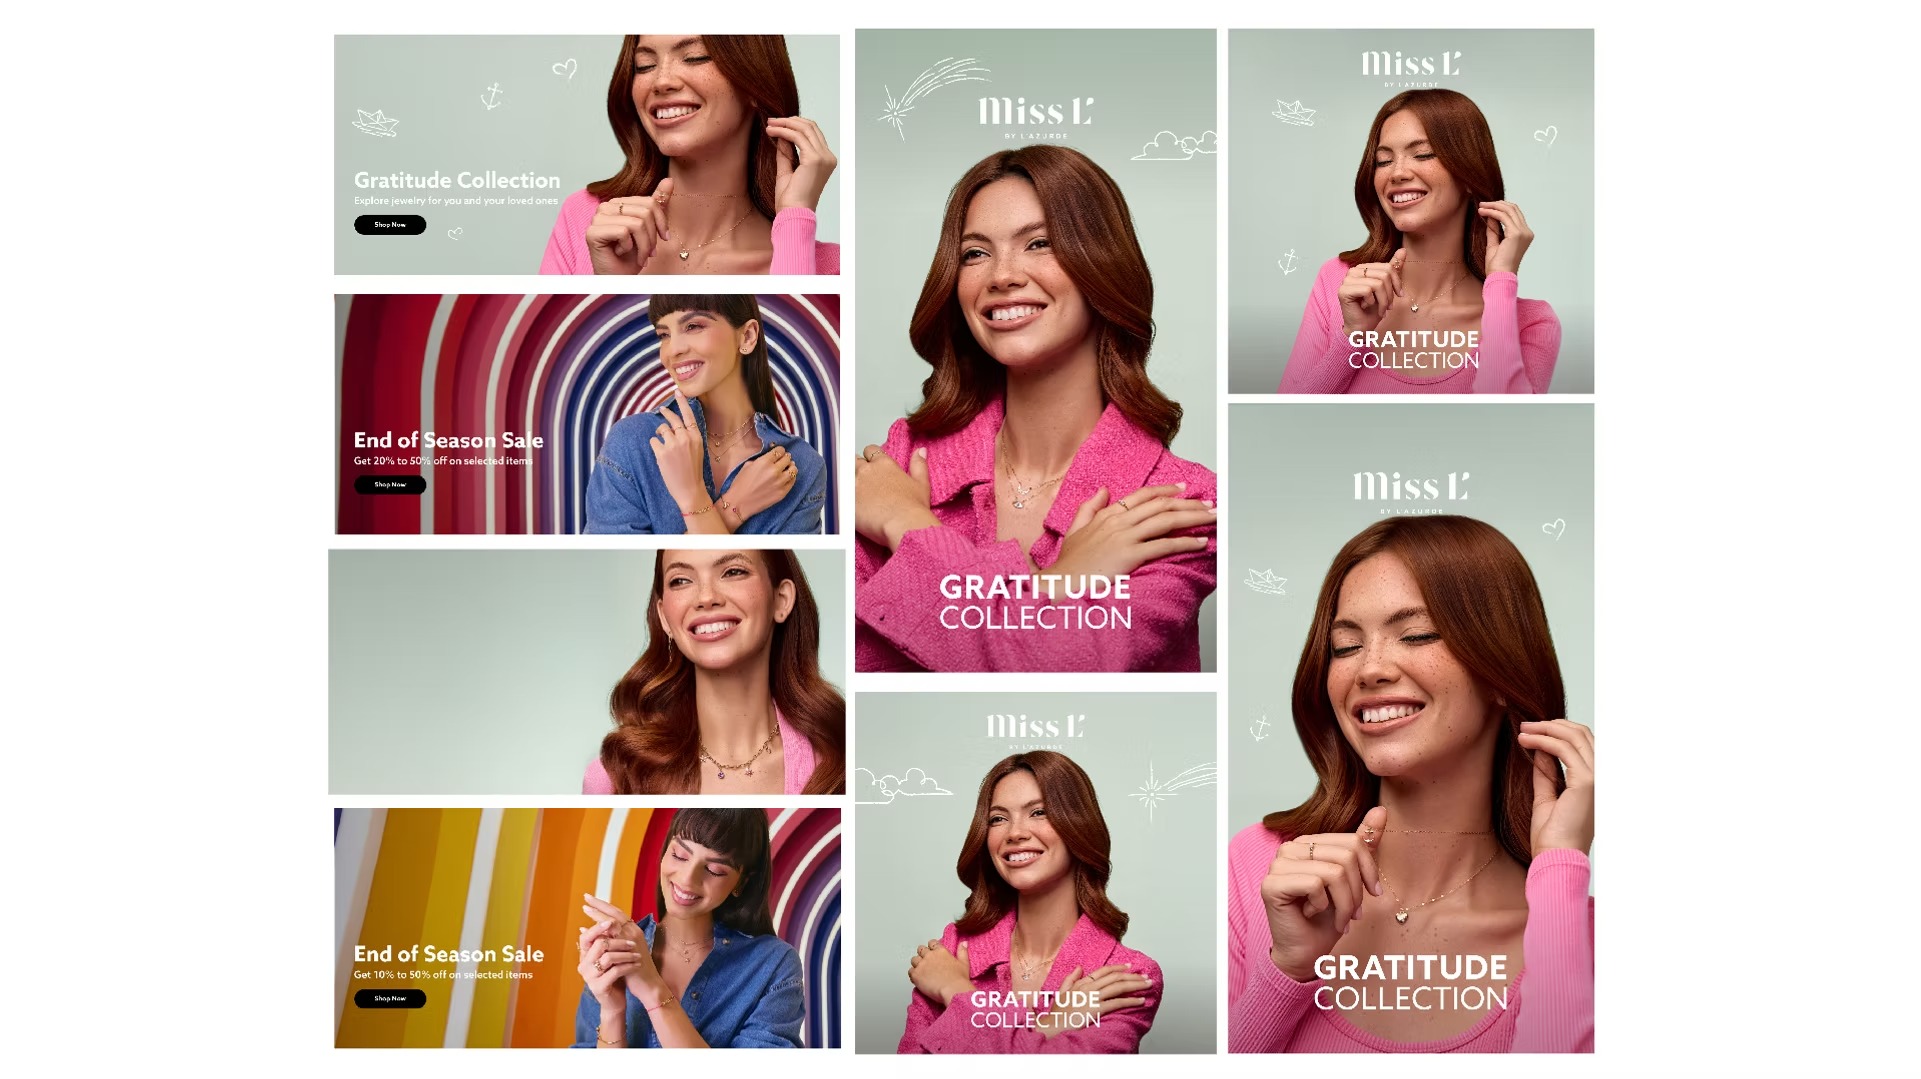 Gratitude Collection
Explore jewelry for you and your loved ones
Shop Now
End of Season Sale
Get 20% to 50% off on selected items
Shop Now
End of Season Sale
Get 10% to 50% off on selected items
Shop Now
Miss L'
BY L'AZURDE
GRATITUDE
COLLECTION
Miss L'
BY L'AZURDE
GRATITUDE
COLLECTION
Miss L'
BY L'AZURDE
GRATITUDE
COLLECTION
Miss L'
BY L'AZURDE
GRATITUDE
COLLECTION